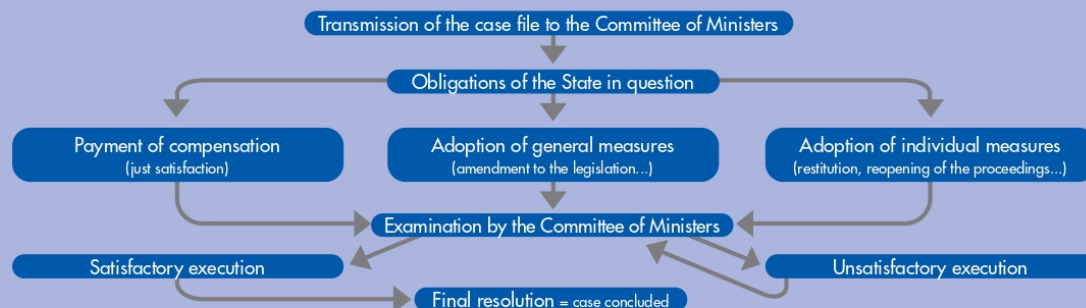 Transmission of the case file to the Committee of Ministers
Obligations of the State in question
Payment of compensation
(just satisfaction)
Adoption of general measures
(amendment to the legislation...)
Adoption of individual measures
(restitution, reopening of the proceedings...)
Examination by the Committee of Ministers
Satisfactory execution
Unsatisfactory execution
Final resolution = case concluded